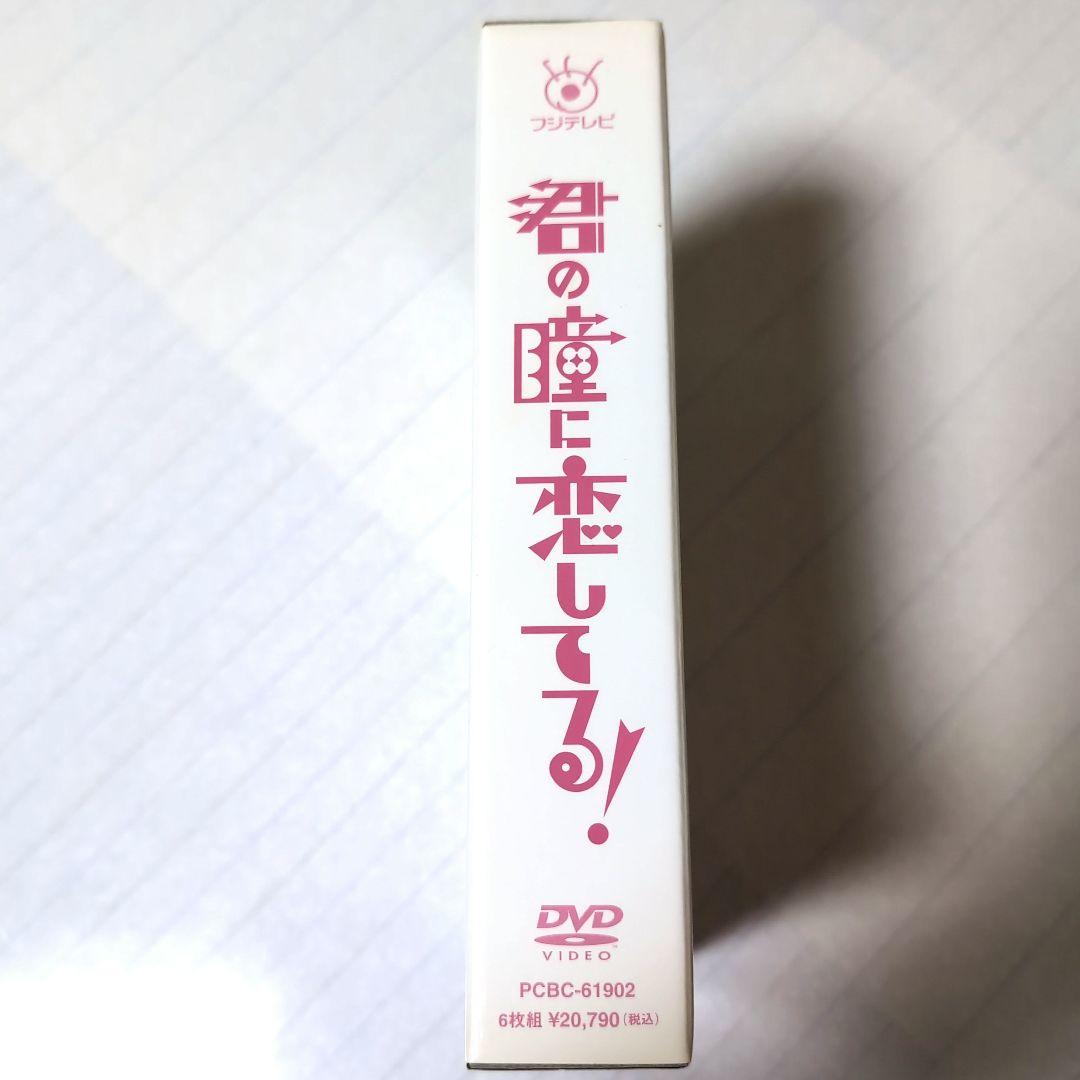 フジテレビ
君の瞳に恋してる!
DVD
VIDEO™
PCBC-61902
6枚組 ¥20,790(税込)